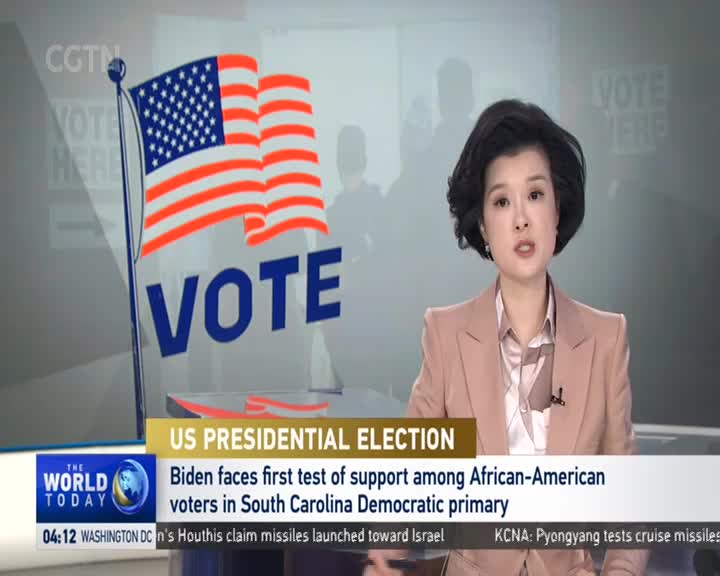 CGTN
VOTE
HERE
VOTE
HERE
VOTE
US PRESIDENTIAL ELECTION
THE
WORLD
TODAY
Biden faces first test of support among African-American
voters in South Carolina Democratic primary
04:12 WASHINGTON DC
n's Houthis claim missiles launched toward Israel KCNA: Pyongyang tests cruise missiles